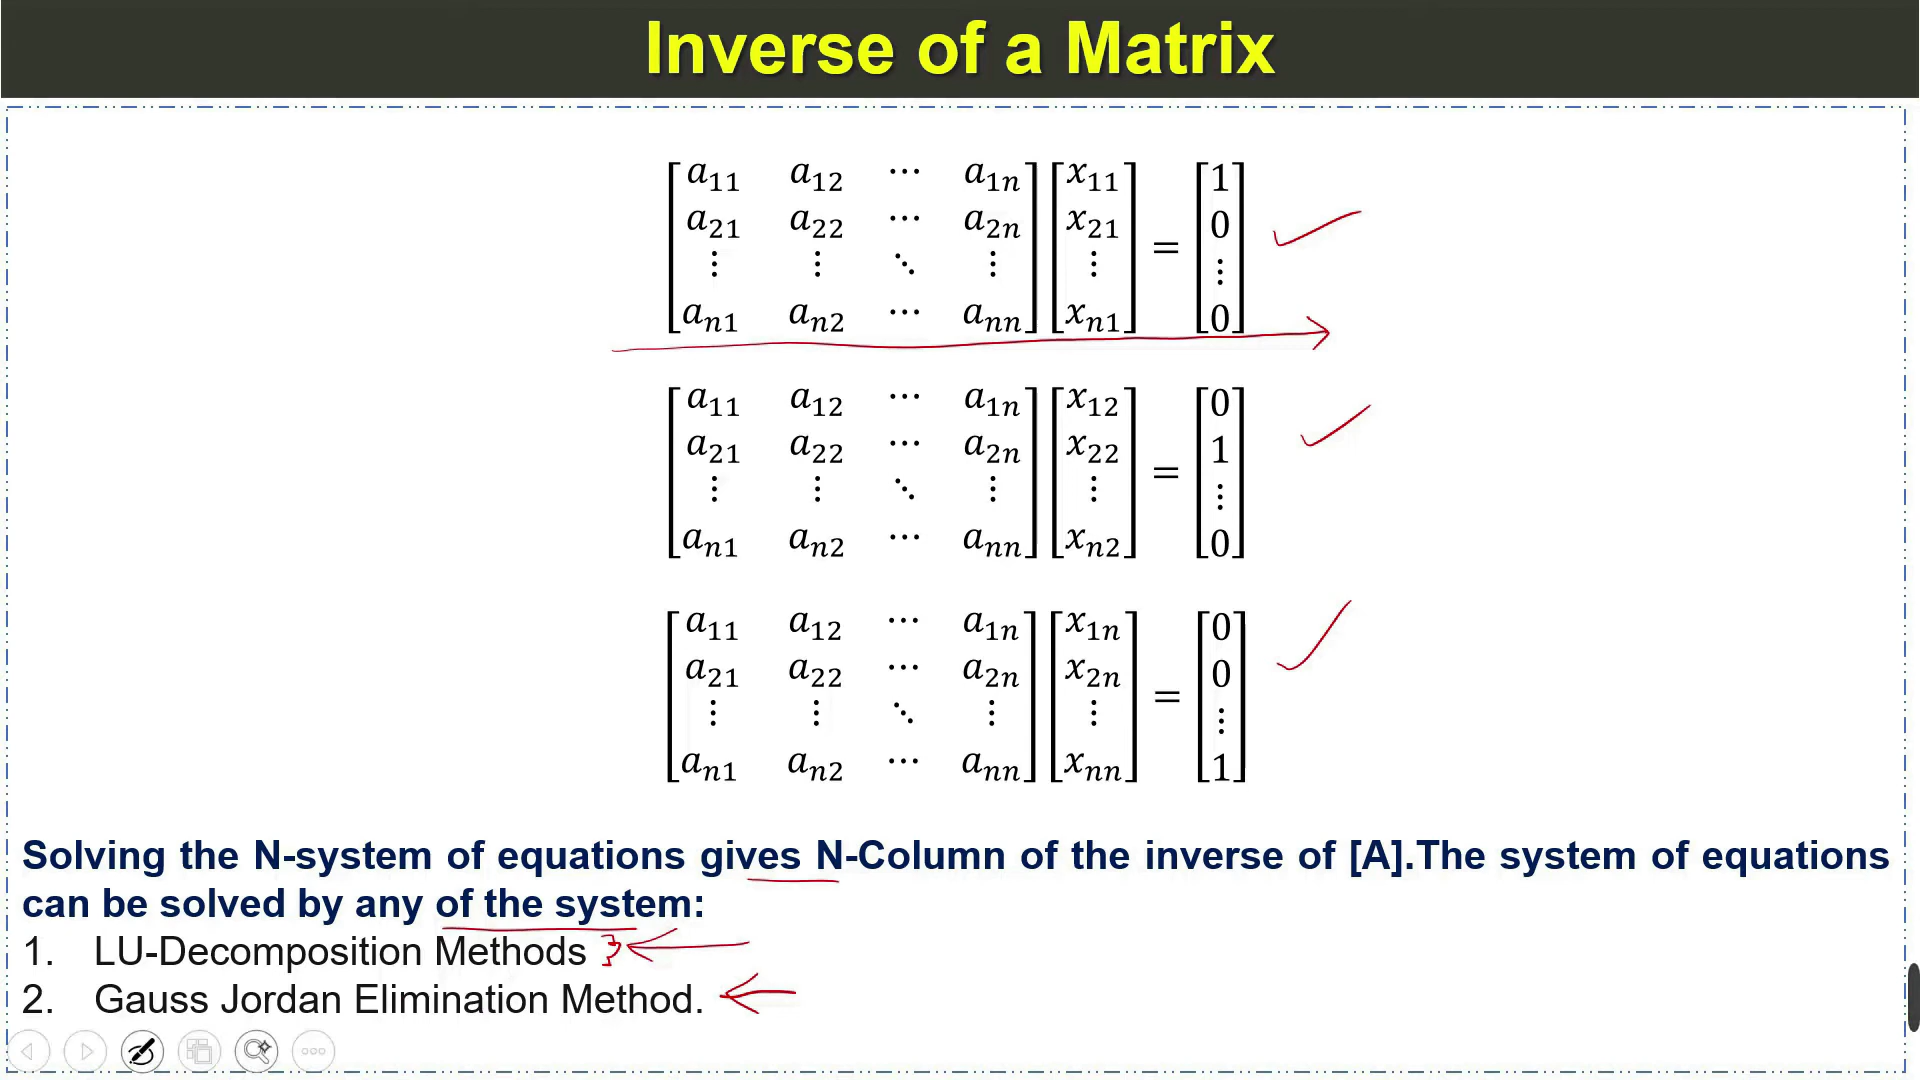 Inverse of a Matrix
a₁₁ a₁₂ ⋯ a₁ₙ x₁₁ 1
a₂₁ a₂₂ ⋯ a₂ₙ x₂₁ 0
⋮ ⋮ ⋱ ⋮ ⋮ = ⋮
aₙ₁ aₙ₂ ⋯ aₙₙ xₙ₁ 0
a₁₁ a₁₂ ⋯ a₁ₙ x₁₂ 0
a₂₁ a₂₂ ⋯ a₂ₙ x₂₂ 1
⋮ ⋮ ⋱ ⋮ ⋮ = ⋮
aₙ₁ aₙ₂ ⋯ aₙₙ xₙ₂ 0
a₁₁ a₁₂ ⋯ a₁ₙ x₁ₙ 0
a₂₁ a₂₂ ⋯ a₂ₙ x₂ₙ 0
⋮ ⋮ ⋱ ⋮ ⋮ = ⋮
aₙ₁ aₙ₂ ⋯ aₙₙ xₙₙ 1
Solving the N-system of equations gives N-Column of the inverse of [A].The system of equations
can be solved by any of the system:
1. LU-Decomposition Methods
2. Gauss Jordan Elimination Method.